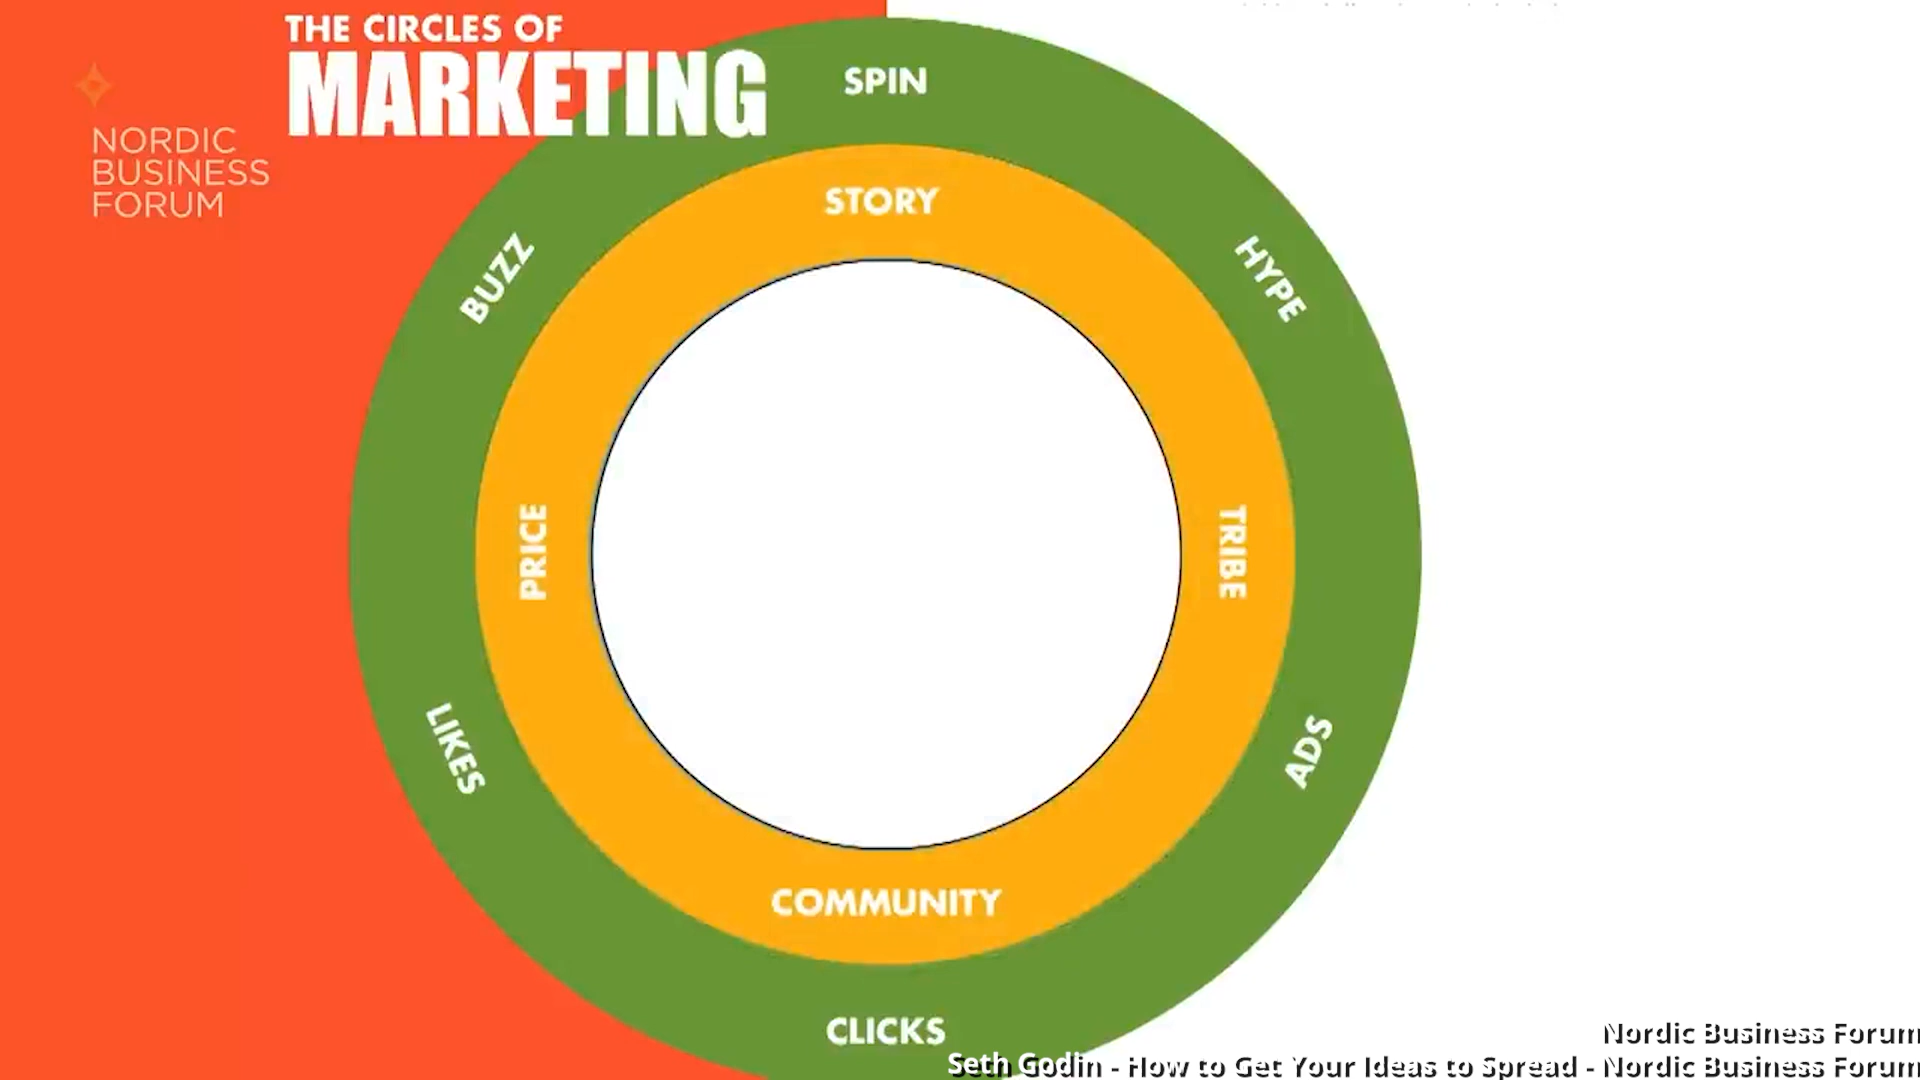 THE CIRCLES OF
MARKETING
NORDIC
BUSINESS
FORUM
SPIN
STORY
BUZZ
HYPE
PRICE
TRIBE
LIKES
ADS
COMMUNITY
CLICKS
Nordic Business Forum
Seth Godin - How to Get Your Ideas to Spread - Nordic Business Forum